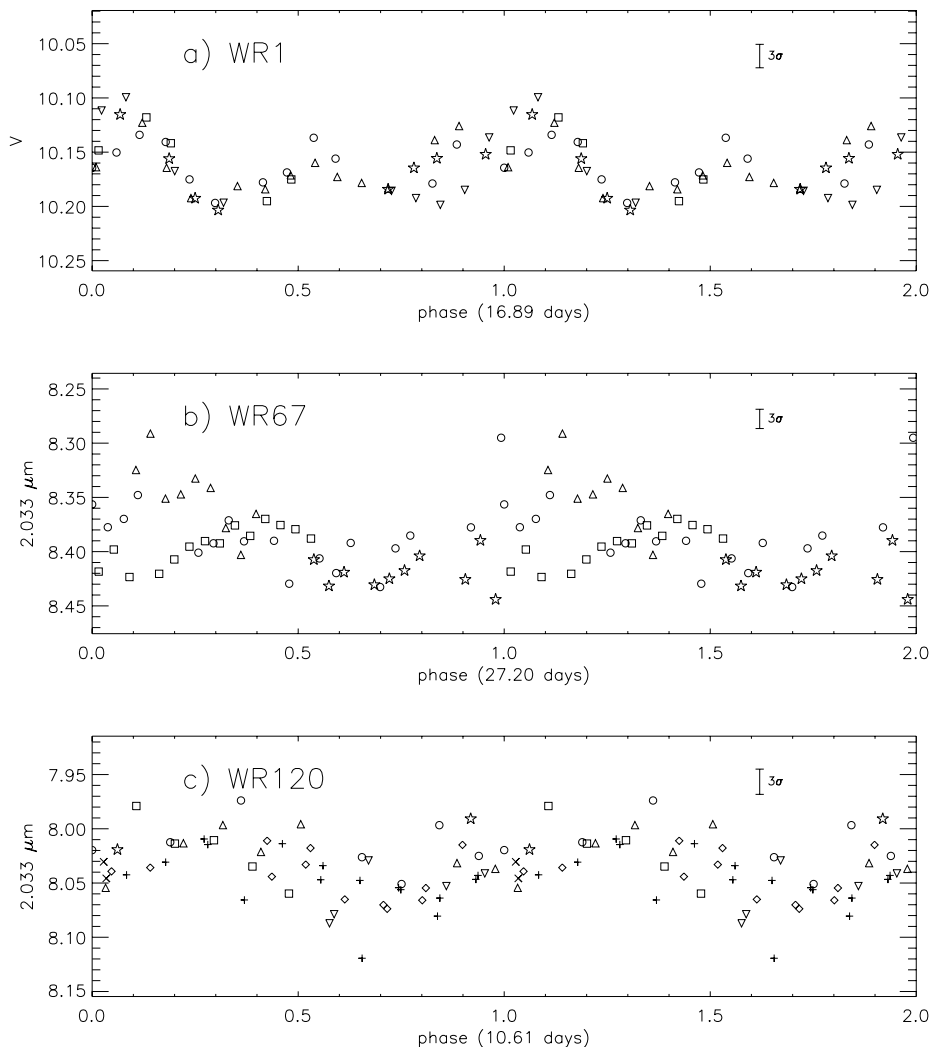 a) WR1
3σ
V
10.05
10.10
10.15
10.20
10.25
0.0 0.5 1.0 1.5 2.0
phase (16.89 days)
b) WR67
3σ
2.033 μm
8.25
8.30
8.35
8.40
8.45
0.0 0.5 1.0 1.5 2.0
phase (27.20 days)
c) WR120
3σ
2.033 μm
7.95
8.00
8.05
8.10
8.15
0.0 0.5 1.0 1.5 2.0
phase (10.61 days)